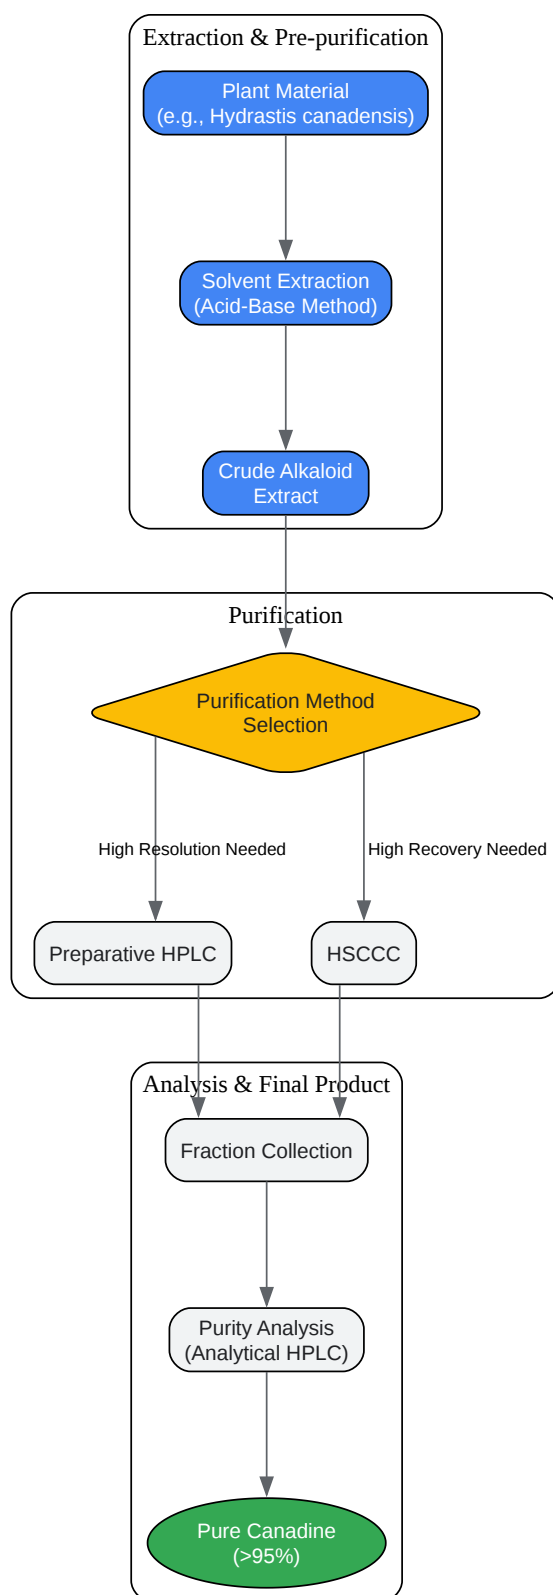 Extraction & Pre-purification
Plant Material
(e.g., Hydrastis canadensis)
Solvent Extraction
(Acid-Base Method)
Crude Alkaloid
Extract
Purification
Purification Method
Selection
High Resolution Needed
High Recovery Needed
Preparative HPLC
HSCCC
Analysis & Final Product
Fraction Collection
Purity Analysis
(Analytical HPLC)
Pure Canadine
(>95%)